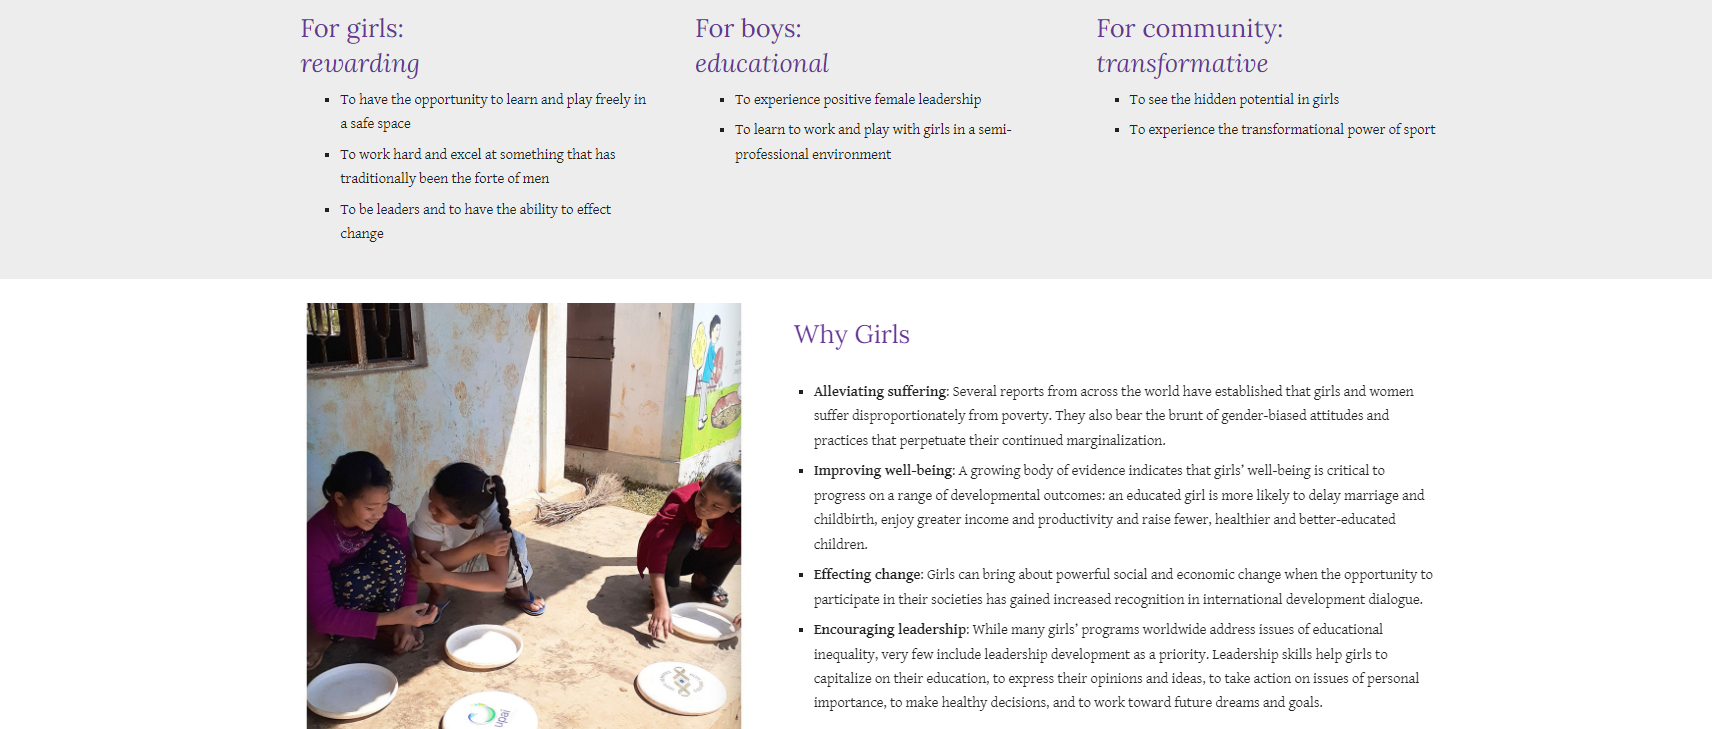 For girls:
rewarding
▪ To have the opportunity to learn and play freely in
a safe space
▪ To work hard and excel at something that has
traditionally been the forte of men
▪ To be leaders and to have the ability to effect
change
For boys:
educational
▪ To experience positive female leadership
▪ To learn to work and play with girls in a semi-
professional environment
For community:
transformative
▪ To see the hidden potential in girls
▪ To experience the transformational power of sport
Why Girls
▪ Alleviating suffering: Several reports from across the world have established that girls and women
suffer disproportionately from poverty. They also bear the brunt of gender-biased attitudes and
practices that perpetuate their continued marginalization.
▪ Improving well-being: A growing body of evidence indicates that girls’ well-being is critical to
progress on a range of developmental outcomes: an educated girl is more likely to delay marriage and
childbirth, enjoy greater income and productivity and raise fewer, healthier and better-educated
children.
▪ Effecting change: Girls can bring about powerful social and economic change when the opportunity to
participate in their societies has gained increased recognition in international development dialogue.
▪ Encouraging leadership: While many girls’ programs worldwide address issues of educational
inequality, very few include leadership development as a priority. Leadership skills help girls to
capitalize on their education, to express their opinions and ideas, to take action on issues of personal
importance, to make healthy decisions, and to work toward future dreams and goals.
upai